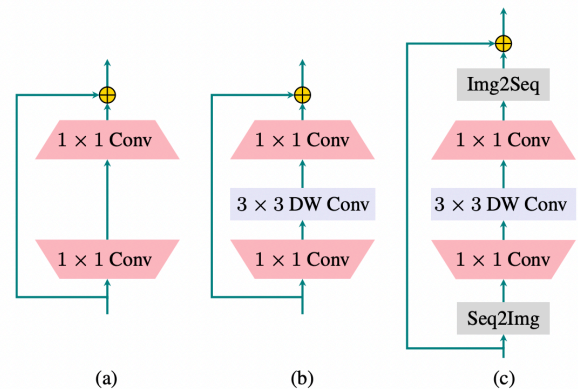 1 × 1 Conv
1 × 1 Conv
(a)
1 × 1 Conv
3 × 3 DW Conv
1 × 1 Conv
(b)
Img2Seq
1 × 1 Conv
3 × 3 DW Conv
1 × 1 Conv
Seq2Img
(c)